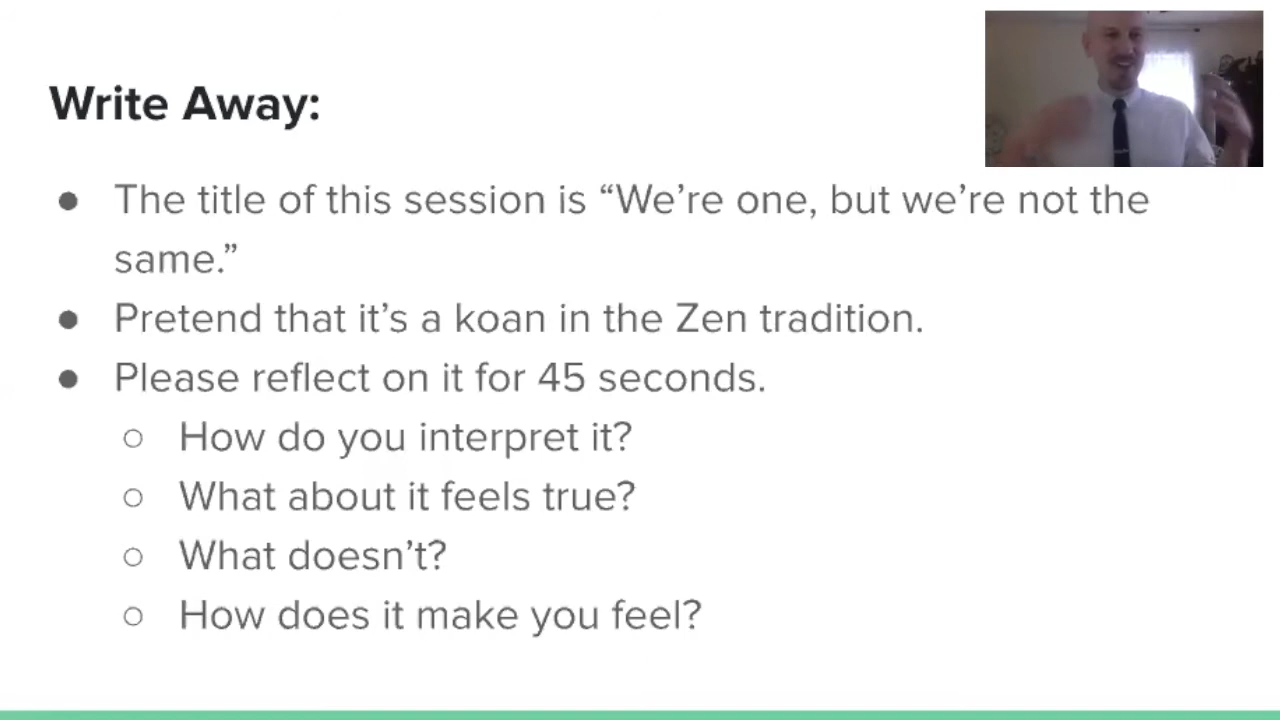 Write Away:
● The title of this session is “We’re one, but we’re not the
same.”
● Pretend that it’s a koan in the Zen tradition.
● Please reflect on it for 45 seconds.
○ How do you interpret it?
○ What about it feels true?
○ What doesn’t?
○ How does it make you feel?